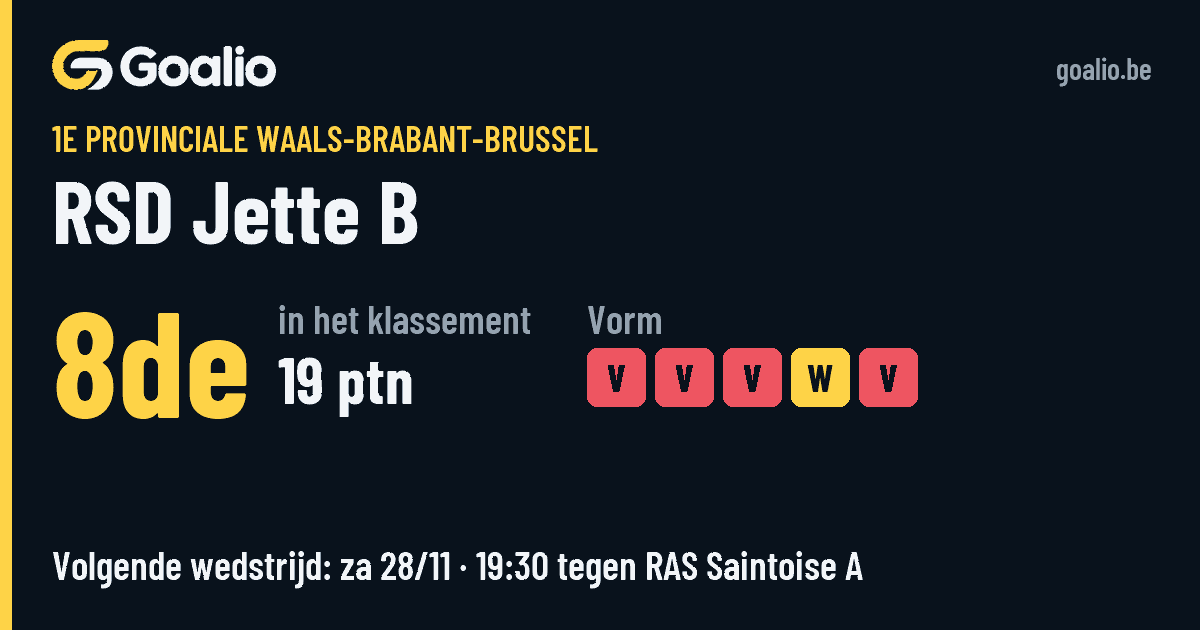 Goalio
goalio.be
1E PROVINCIALE WAALS-BRABANT-BRUSSEL
RSD Jette B
8de
in het klassement
19 ptn
Vorm
V V V W V
Volgende wedstrijd: za 28/11 · 19:30 tegen RAS Saintoise A